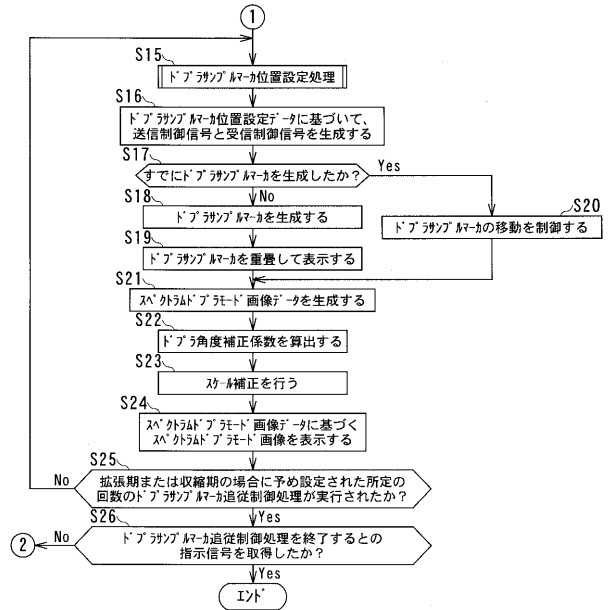 1
S15
ﾄﾞﾌﾟﾗｻﾝﾌﾟﾙﾏｰｶ位置設定処理
S16
ﾄﾞﾌﾟﾗｻﾝﾌﾟﾙﾏｰｶ位置設定データに基づいて、
送信制御信号と受信制御信号を生成する
S17
すでにﾄﾞﾌﾟﾗｻﾝﾌﾟﾙﾏｰｶを生成したか？
Yes
No
S18
ﾄﾞﾌﾟﾗｻﾝﾌﾟﾙﾏｰｶを生成する
S20
ﾄﾞﾌﾟﾗｻﾝﾌﾟﾙﾏｰｶの移動を制御する
S19
ﾄﾞﾌﾟﾗｻﾝﾌﾟﾙﾏｰｶを重畳して表示する
S21
ｽﾍﾟｸﾄﾗﾑﾄﾞﾌﾟﾗﾓｰﾄﾞ画像データを生成する
S22
ﾄﾞﾌﾟﾗ角度補正係数を算出する
S23
ｽｹｰﾙ補正を行う
S24
ｽﾍﾟｸﾄﾗﾑﾄﾞﾌﾟﾗﾓｰﾄﾞ画像データに基づく
ｽﾍﾟｸﾄﾗﾑﾄﾞﾌﾟﾗﾓｰﾄﾞ画像を表示する
S25
No
拡張期または収縮期の場合に予め設定された所定の
回数のﾄﾞﾌﾟﾗｻﾝﾌﾟﾙﾏｰｶ追従制御処理が実行されたか？
Yes
S26
2
No
ﾄﾞﾌﾟﾗｻﾝﾌﾟﾙﾏｰｶ追従制御処理を終了するとの
指示信号を取得したか？
Yes
ｴﾝﾄﾞ